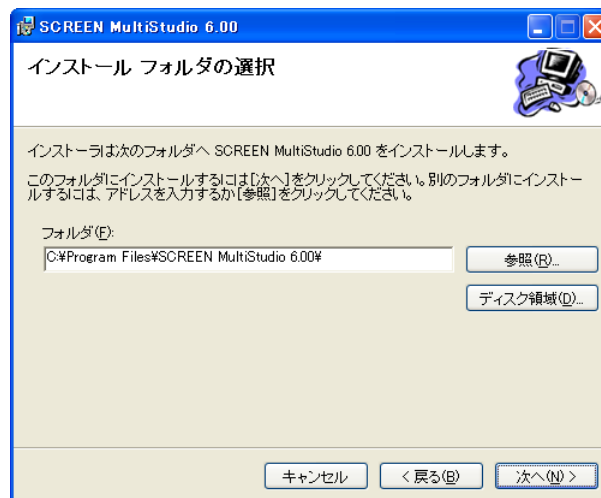 SCREEN MultiStudio 6.00
インストール フォルダの選択
インストーラは次のフォルダへ SCREEN MultiStudio 6.00 をインストールします。
このフォルダにインストールするには[次へ]をクリックしてください。別のフォルダにインストー
ルするには、アドレスを入力するか[参照]をクリックしてください。
フォルダ(F):
C:¥Program Files¥SCREEN MultiStudio 6.00¥
参照(R)...
ディスク領域(D)...
キャンセル
< 戻る(B)
次へ(N) >